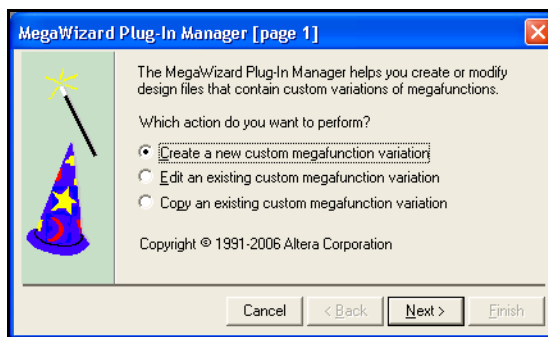 MegaWizard Plug-In Manager [page 1]
The MegaWizard Plug-In Manager helps you create or modify
design files that contain custom variations of megafunctions.
Which action do you want to perform?
Create a new custom megafunction variation
Edit an existing custom megafunction variation
Copy an existing custom megafunction variation
Copyright © 1991-2006 Altera Corporation
Cancel
< Back
Next >
Finish